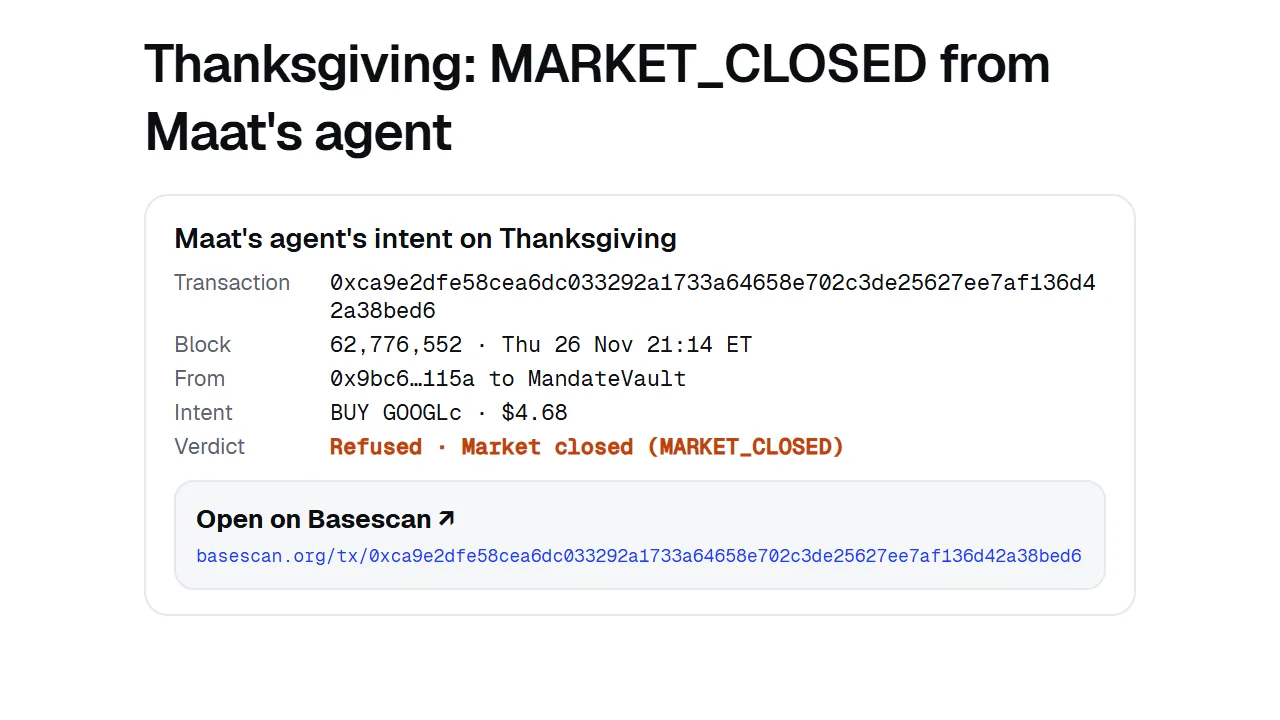 Thanksgiving: MARKET_CLOSED from
Maat's agent
Maat's agent's intent on Thanksgiving
Transaction 0xca9e2dfe58cea6dc033292a1733a64658e702c3de25627ee7af136d4
2a38bed6
Block 62,776,552 · Thu 26 Nov 21:14 ET
From 0x9bc6…115a to MandateVault
Intent BUY GOOGLc · $4.68
Verdict Refused · Market closed (MARKET_CLOSED)
Open on Basescan ↗
basescan.org/tx/0xca9e2dfe58cea6dc033292a1733a64658e702c3de25627ee7af136d42a38bed6